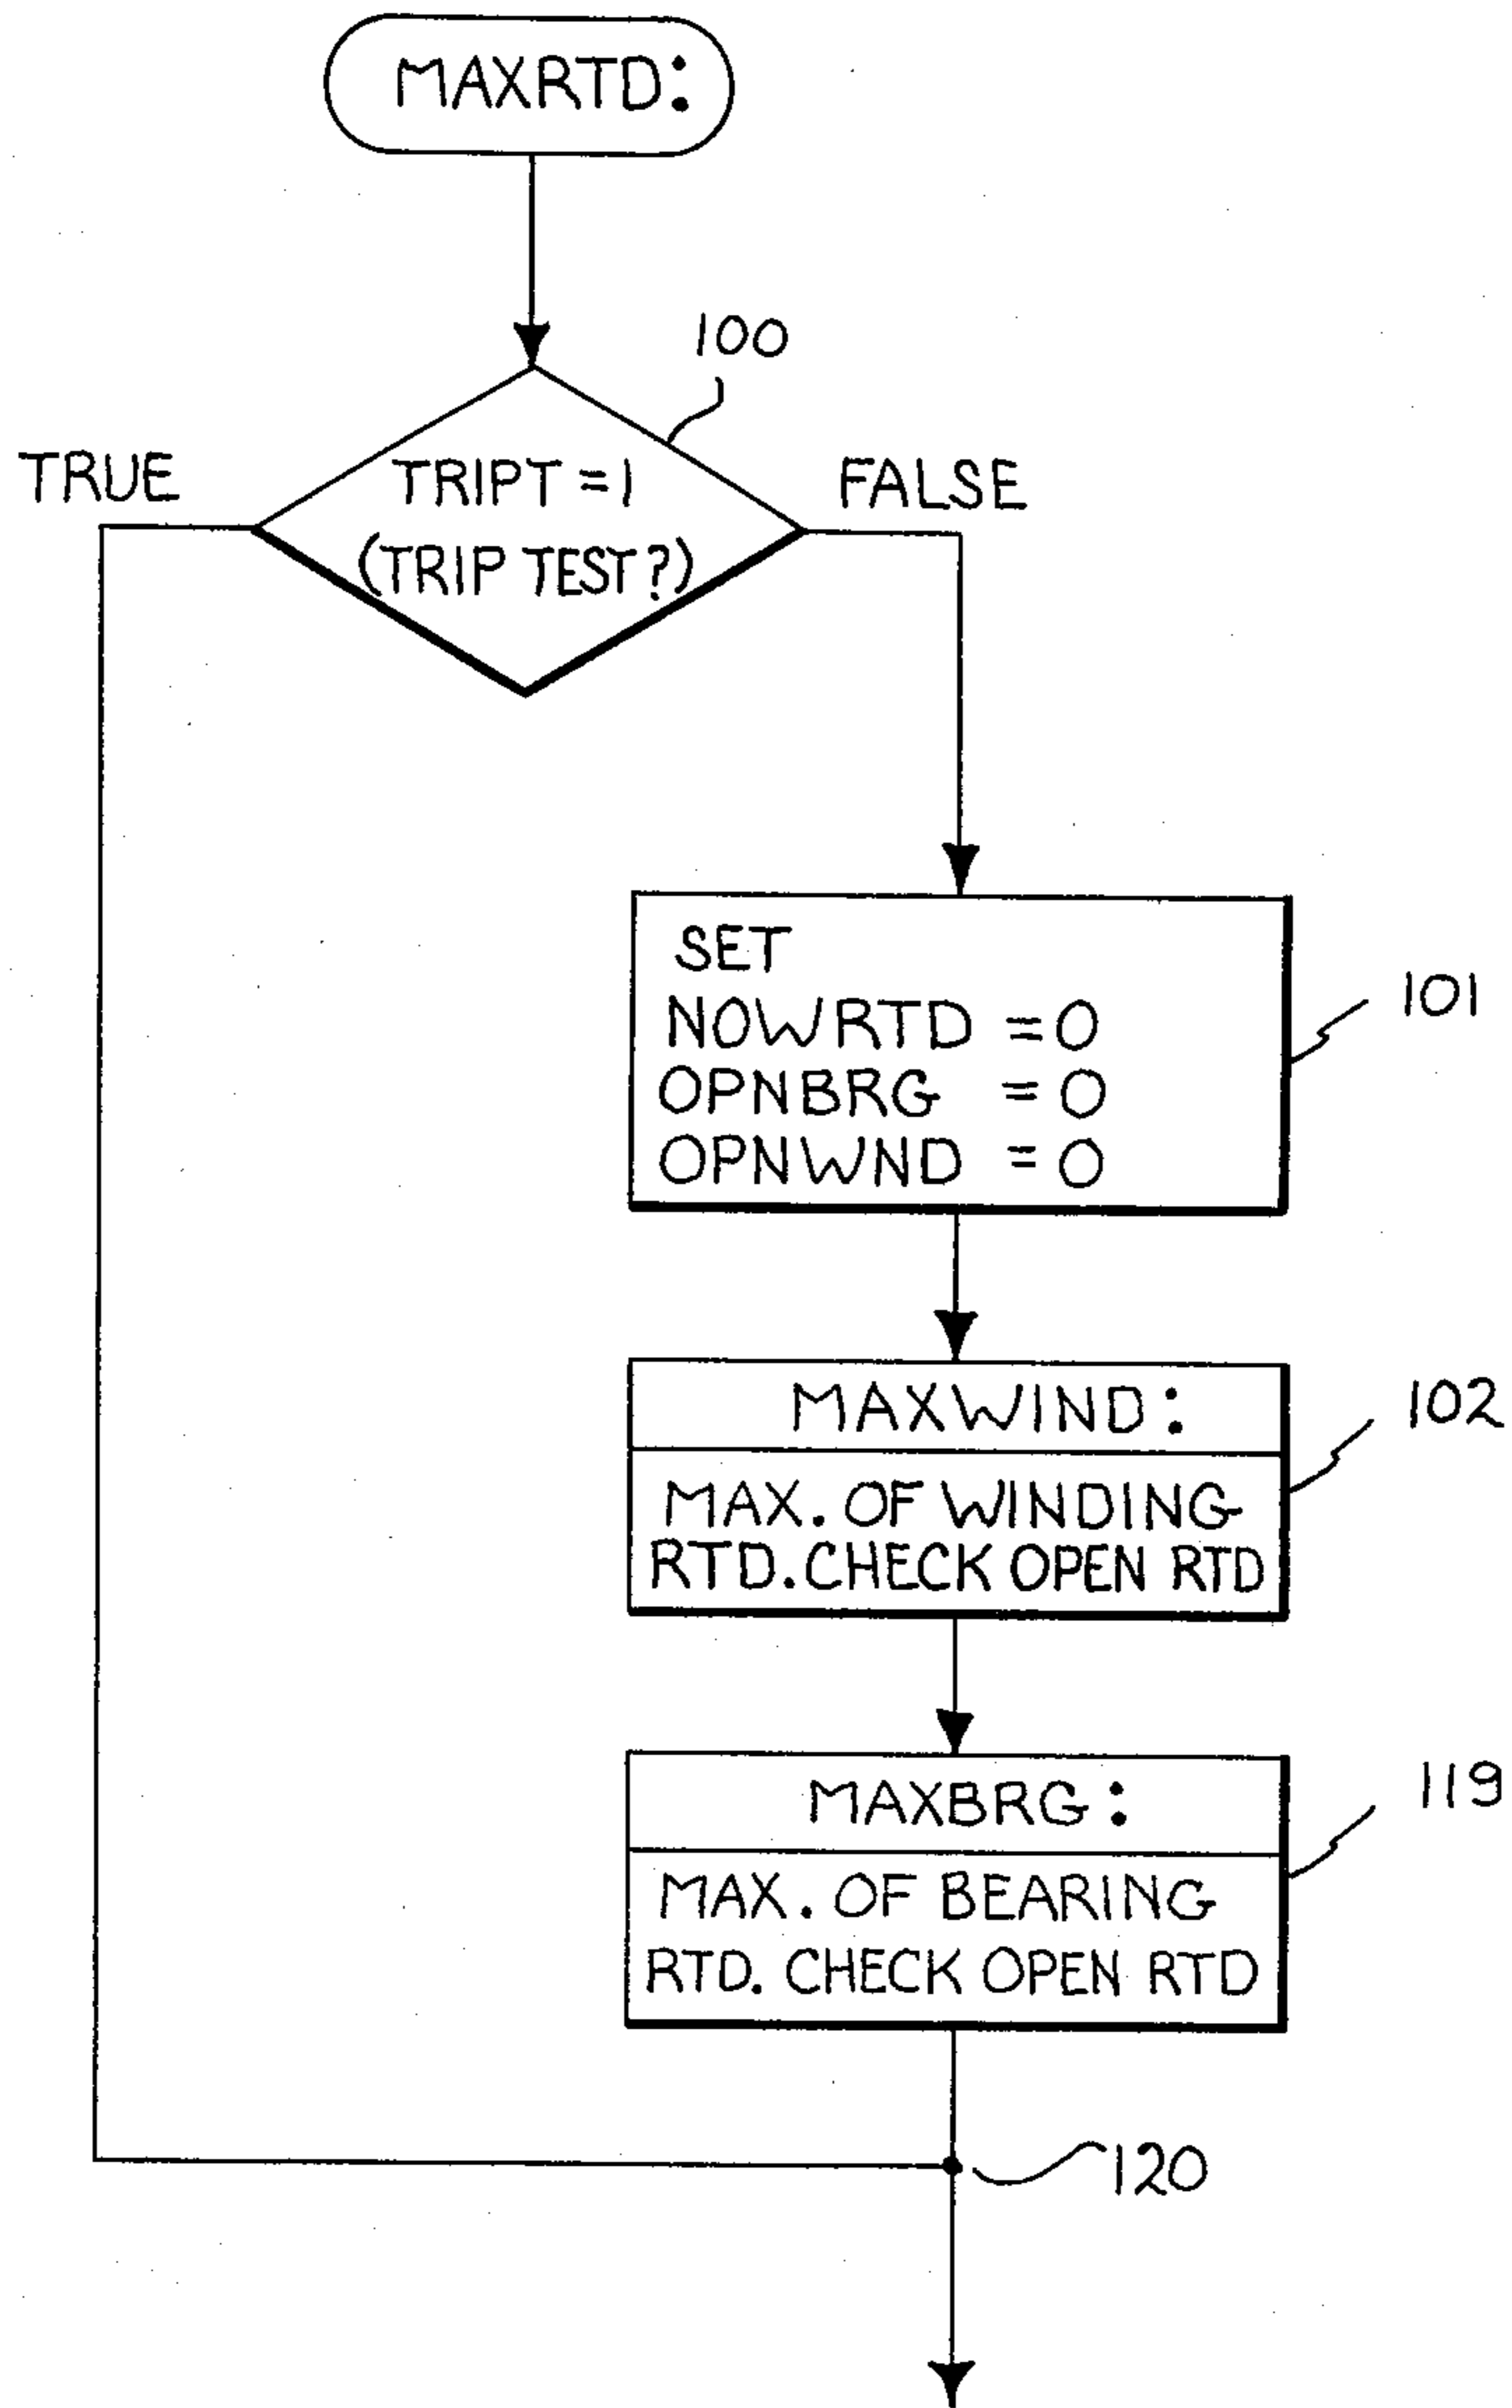 MAXRTD:
100
TRUE
TRIPT = 1
FALSE
(TRIP TEST?)
SET
NOWRTD = 0
OPNBRG = 0
OPNWND = 0
101
MAXWIND:
102
MAX. OF WINDING
RTD. CHECK OPEN RTD
MAXBRG:
119
MAX. OF BEARING
RTD. CHECK OPEN RTD
120